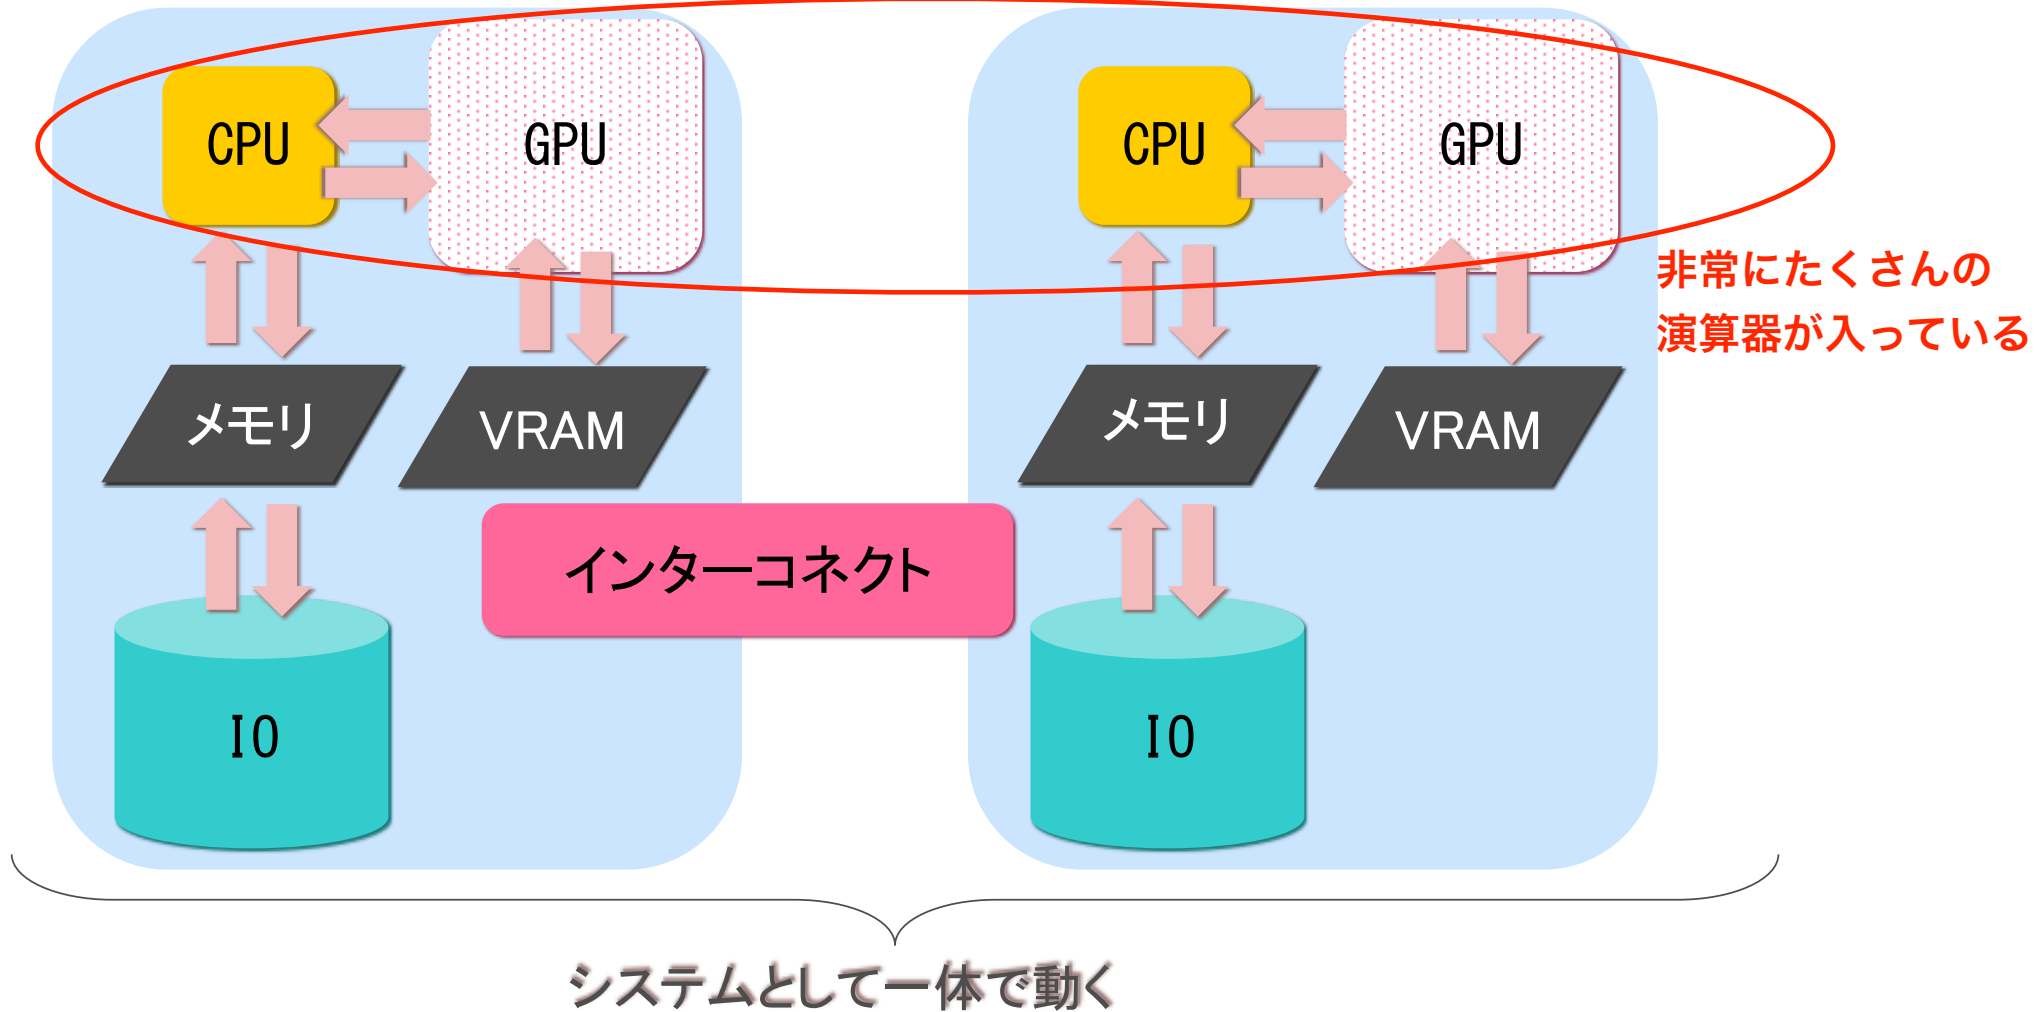 CPU
GPU
CPU
GPU
非常にたくさんの
演算器が入っている
メモリ
VRAM
メモリ
VRAM
インターコネクト
IO
IO
システムとして一体で動く